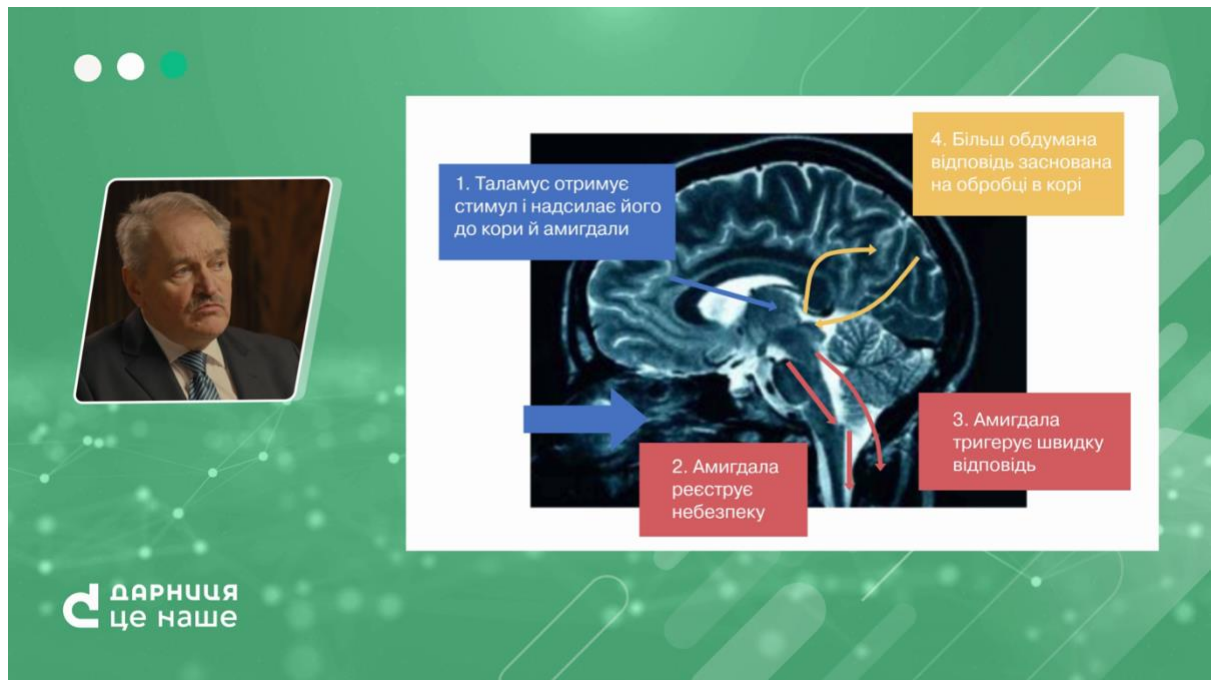 1. Таламус отримує
стимул і надсилає його
до кори й амигдали
2. Амигдала
реєструє
небезпеку
3. Амигдала
тригерує швидку
відповідь
4. Більш обдумана
відповідь заснована
на обробці в корі
ДАРНИЦЯ
це наше